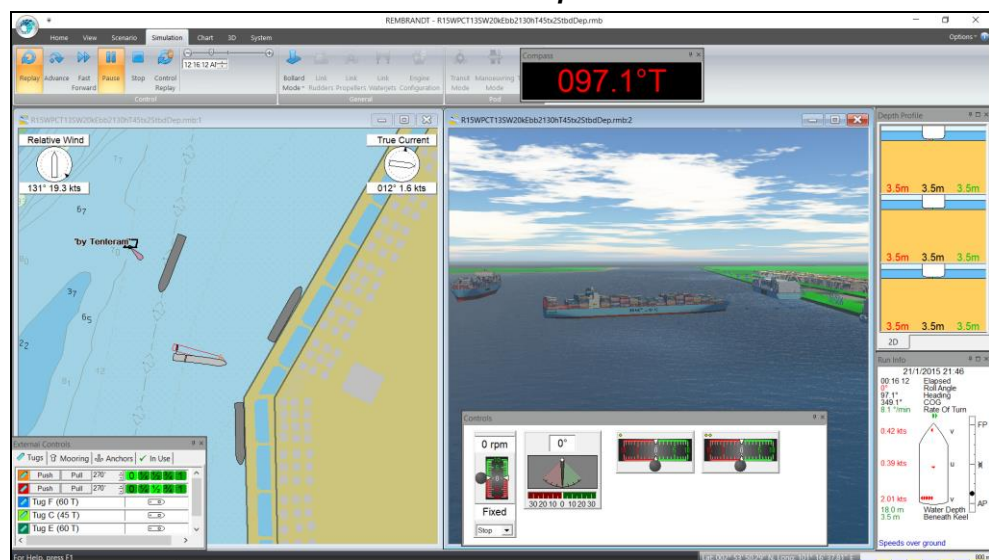 REMBRANDT - R15WPCT13SW20kEbb2130hT45tx2StbdDep.rmb
Home View Scenario Simulation Chart 3D System
Options
12:16:12 AM
Replay Advance Fast Forward Pause Stop Control Replay
Bollard Mode Link Rudders Link Propellers Link Waterjets Engine Configuration
Transit Mode Manoeuvring Mode
Control
General
Pod
Compass
097.1°T
R15WPCT13SW20kEbb2130hT45tx2StbdDep.rmb:1
R15WPCT13SW20kEbb2130hT45tx2StbdDep.rmb:2
Relative Wind
131° 19.3 kts
True Current
012° 1.6 kts
"by Tenteram"
Depth Profile
3.5m 3.5m 3.5m
3.5m 3.5m 3.5m
3.5m 3.5m 3.5m
2D
Run Info
21/1/2015 21:46
00:16 12 Elapsed
0° Roll Angle
97.1° Heading
349.1° COG
8.1 °/min Rate Of Turn
FP
0.42 kts v
0.39 kts u
2.01 kts v
AP
18.0 m Water Depth
3.5 m Beneath Keel
Speeds over ground
External Controls
Tugs Mooring Anchors In Use
Push Pull 270°
Push Pull 270°
Tug F (60 T)
Tug C (45 T)
Tug E (60 T)
Controls
0 rpm
0°
Fixed
30 20 10 0 10 20 30
Stop
For Help, press F1